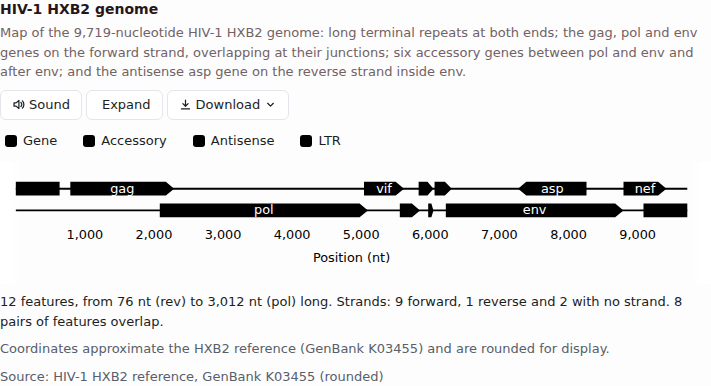 HIV-1 HXB2 genome
Map of the 9,719-nucleotide HIV-1 HXB2 genome: long terminal repeats at both ends; the gag, pol and env
genes on the forward strand, overlapping at their junctions; six accessory genes between pol and env and
after env; and the antisense asp gene on the reverse strand inside env.
Sound Expand Download
Gene Accessory Antisense LTR
gag vif asp nef
pol env
1,000 2,000 3,000 4,000 5,000 6,000 7,000 8,000 9,000
Position (nt)
12 features, from 76 nt (rev) to 3,012 nt (pol) long. Strands: 9 forward, 1 reverse and 2 with no strand. 8
pairs of features overlap.
Coordinates approximate the HXB2 reference (GenBank K03455) and are rounded for display.
Source: HIV-1 HXB2 reference, GenBank K03455 (rounded)